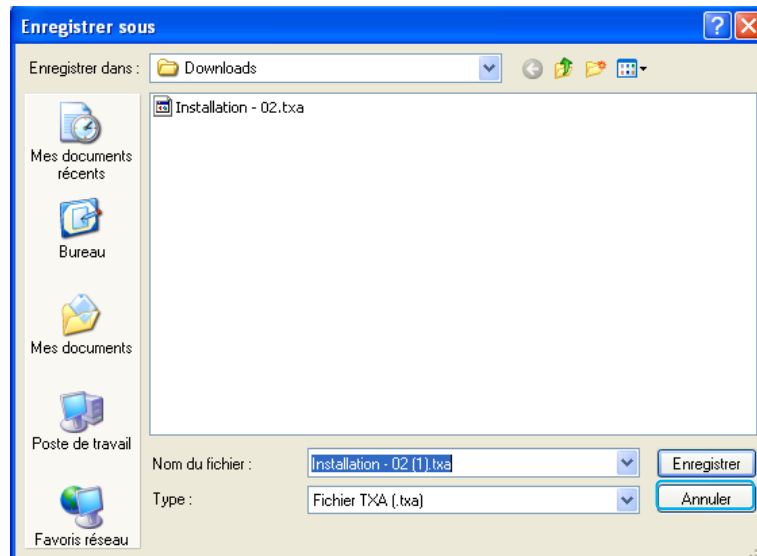 Enregistrer sous
Enregistrer dans :
Downloads
Installation - 02.txa
Mes documents
récents
Bureau
Mes documents
Poste de travail
Favoris réseau
Nom du fichier :
Installation - 02 (1).txa
Enregistrer
Type :
Fichier TXA (.txa)
Annuler